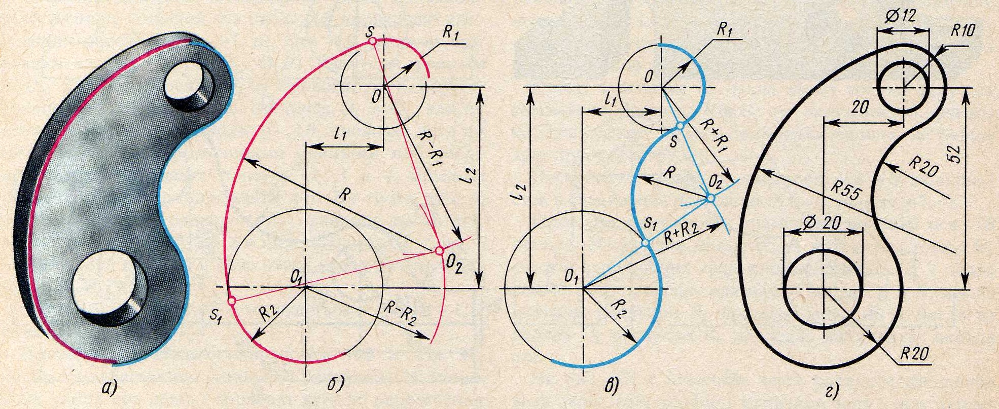 S
R₁
O
l₁
R-R₁
l₂
R
O₁
O₂
S₁
R₂
R-R₂
R₁
O
l₁
S
R+R₁
l₂
R
O₂
S₁
R+R₂
O₁
R₂
Ø12
R10
20
52
R20
R55
Ø 20
R20
а)
б)
в)
г)